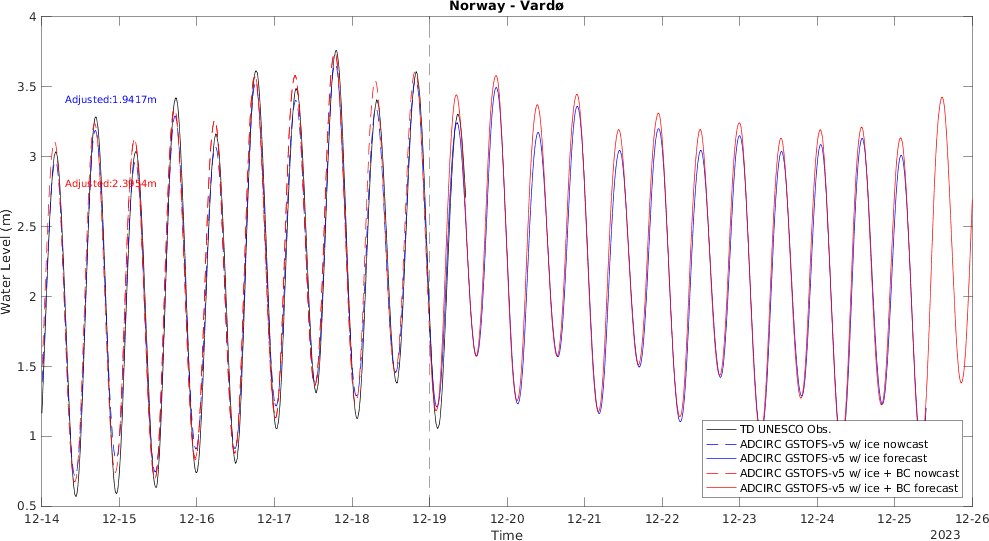 Norway - Vardø
4
3.5
3
2.5
2
1.5
1
0.5
Water Level (m)
Adjusted:1.9417m
Adjusted:2.3954m
TD UNESCO Obs.
ADCIRC GSTOFS-v5 w/ ice nowcast
ADCIRC GSTOFS-v5 w/ ice forecast
ADCIRC GSTOFS-v5 w/ ice + BC nowcast
ADCIRC GSTOFS-v5 w/ ice + BC forecast
12-14 12-15 12-16 12-17 12-18 12-19 12-20 12-21 12-22 12-23 12-24 12-25 12-26
Time
2023